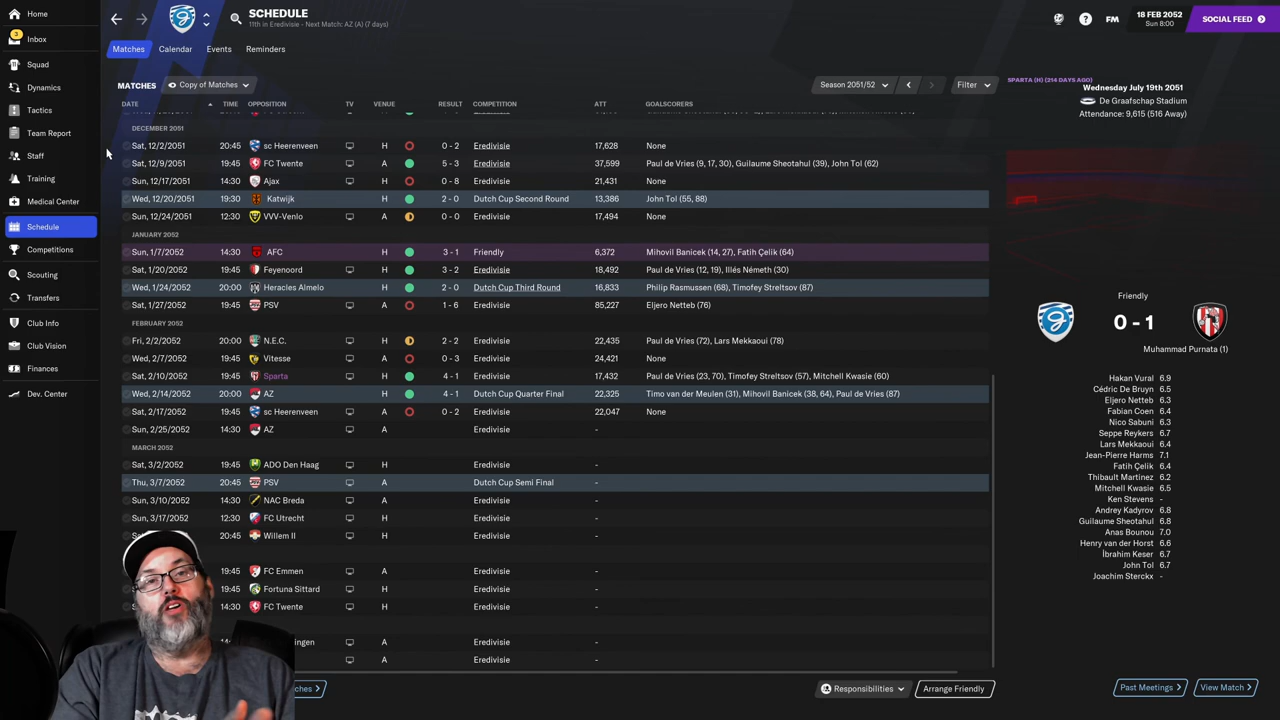 Home
SCHEDULE
11th in Eredivisie - Next Match: AZ (A) (7 days)
FM
18 FEB 2052
Sun 8:00
SOCIAL FEED
3
Inbox
Squad
Dynamics
Tactics
Team Report
Staff
Training
Medical Center
Schedule
Competitions
Scouting
Transfers
Club Info
Club Vision
Finances
Dev. Center
Matches Calendar Events Reminders
MATCHES Copy of Matches Season 2051/52 Filter
DATE TIME OPPOSITION TV VENUE RESULT COMPETITION ATT GOALSCORERS
DECEMBER 2051
Sat, 12/2/2051 20:45 sc Heerenveen H 0 - 2 Eredivisie 17,628 None
Sat, 12/9/2051 19:45 FC Twente A 5 - 3 Eredivisie 37,599 Paul de Vries (9, 17, 30), Guilaume Sheotahul (39), John Tol (62)
Sun, 12/17/2051 14:30 Ajax H 0 - 8 Eredivisie 21,431 None
Wed, 12/20/2051 19:30 Katwijk H 2 - 0 Dutch Cup Second Round 13,386 John Tol (55, 88)
Sun, 12/24/2051 12:30 VVV-Venlo A 0 - 0 Eredivisie 17,494 None
JANUARY 2052
Sun, 1/7/2052 14:30 AFC H 3 - 1 Friendly 6,372 Mihovil Banicek (14, 27), Fatih Çelik (64)
Sat, 1/20/2052 19:45 Feyenoord H 3 - 2 Eredivisie 18,492 Paul de Vries (12, 19), Illés Németh (30)
Wed, 1/24/2052 20:00 Heracles Almelo H 2 - 0 Dutch Cup Third Round 16,833 Philip Rasmussen (68), Timofey Streltsov (87)
Sat, 1/27/2052 19:45 PSV A 1 - 6 Eredivisie 85,227 Eljero Netteb (76)
FEBRUARY 2052
Fri, 2/2/2052 20:00 N.E.C. H 2 - 2 Eredivisie 22,435 Paul de Vries (72), Lars Mekkaoui (78)
Wed, 2/7/2052 19:45 Vitesse A 0 - 3 Eredivisie 24,421 None
Sat, 2/10/2052 19:45 Sparta H 4 - 1 Eredivisie 17,432 Paul de Vries (23, 70), Timofey Streltsov (57), Mitchell Kwasie (60)
Wed, 2/14/2052 20:00 AZ H 4 - 1 Dutch Cup Quarter Final 22,325 Timo van der Meulen (31), Mihovil Banicek (38, 64), Paul de Vries (87)
Sat, 2/17/2052 19:45 sc Heerenveen A 0 - 2 Eredivisie 22,047 None
Sun, 2/25/2052 14:30 AZ A Eredivisie -
MARCH 2052
Sat, 3/2/2052 19:45 ADO Den Haag H Eredivisie -
Thu, 3/7/2052 20:45 PSV A Dutch Cup Semi Final -
Sun, 3/10/2052 14:30 NAC Breda A Eredivisie -
Sun, 3/17/2052 12:30 FC Utrecht H Eredivisie -
20:45 Willem II H Eredivisie -
19:45 FC Emmen A Eredivisie -
19:45 Fortuna Sittard H Eredivisie -
14:30 FC Twente H Eredivisie -
A Eredivisie -
A Eredivisie -
Responsibilities Arrange Friendly
SPARTA (H) (214 DAYS AGO)
Wednesday July 19th 2051
De Graafschap Stadium
Attendance: 9,615 (516 Away)
Friendly
0 - 1
Muhammad Purnata (1)
Hakan Vural 6.9
Cédric De Bruyn 6.5
Eljero Netteb 6.3
Fabian Coen 6.4
Nico Sabuni 6.3
Seppe Reykers 6.7
Lars Mekkaoui 6.4
Jean-Pierre Harms 7.1
Fatih Çelik 6.4
Thibault Martinez 6.2
Mitchell Kwasie 6.5
Ken Stevens -
Andrey Kadyrov 6.8
Guilaume Sheotahul 6.8
Anas Bounou 7.0
Henry van der Horst 6.6
İbrahim Keser 6.7
John Tol 6.7
Joachim Sterckx -
Past Meetings View Match